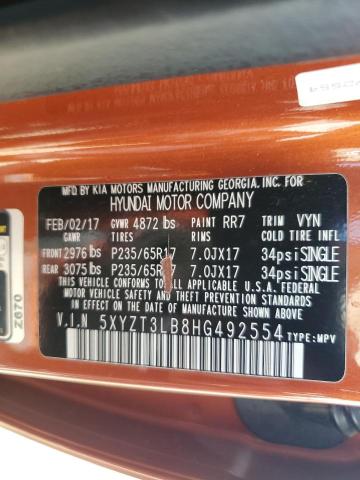 MFD. BY KIA MOTORS MANUFACTURING GEORGIA, INC. FOR
HYUNDAI MOTOR COMPANY
FEB/02/17 GVWR 4872 lbs PAINT RR7 TRIM VYN
GAWR TIRES RIMS COLD TIRE INFL.
FRONT 2976 lbs P235/65R17 7.0JX17 34psi SINGLE
REAR 3075 lbs P235/65R17 7.0JX17 34psi SINGLE
THIS VEHICLE CONFORMS TO ALL APPLICABLE U.S.A. FEDERAL
MOTOR VEHICLE SAFETY, BUMPER, AND THEFT PREVENTION STANDARDS
IN EFFECT ON THE DATE OF MANUFACTURE SHOWN ABOVE.
V.I.N 5XYZT3LB8HG492554 TYPE: MPV
Z670